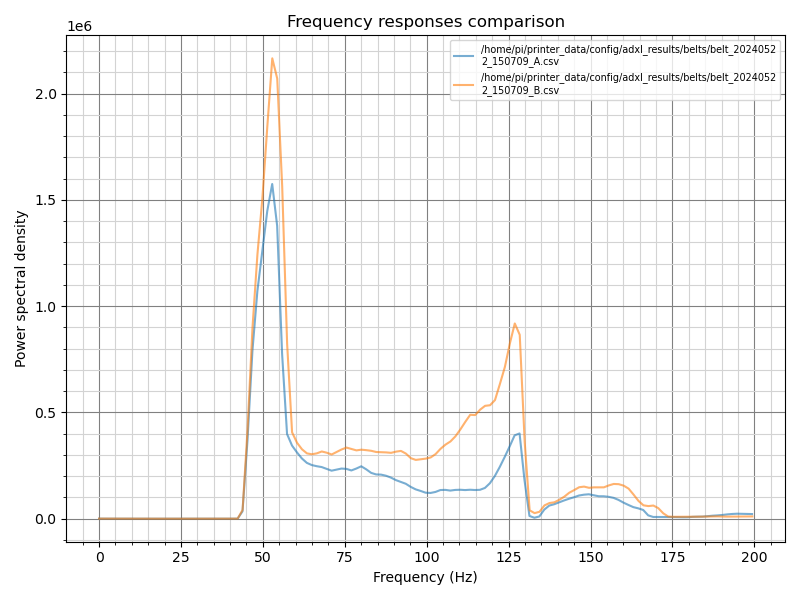 Frequency responses comparison
1e6
/home/pi/printer_data/config/adxl_results/belts/belt_2024052
2_150709_A.csv
/home/pi/printer_data/config/adxl_results/belts/belt_2024052
2_150709_B.csv
2.0
1.5
1.0
0.5
0.0
Power spectral density
0 25 50 75 100 125 150 175 200
Frequency (Hz)